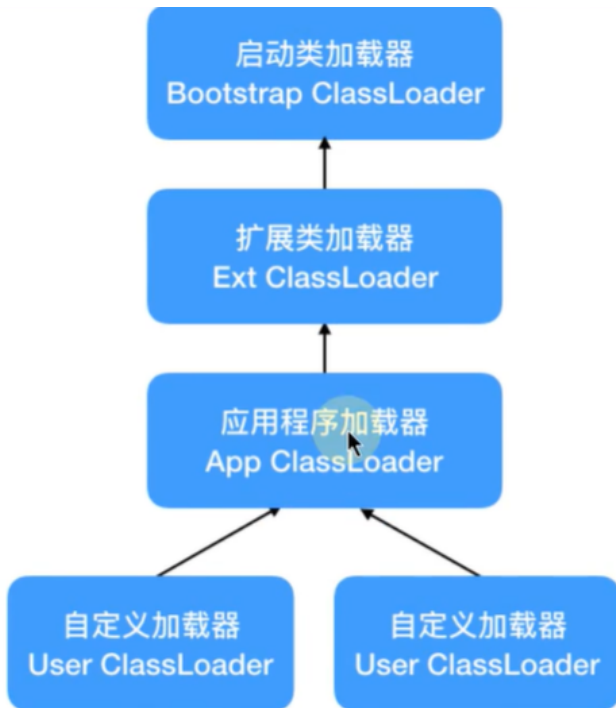 启动类加载器
Bootstrap ClassLoader
扩展类加载器
Ext ClassLoader
应用程序加载器
App ClassLoader
自定义加载器
User ClassLoader
自定义加载器
User ClassLoader